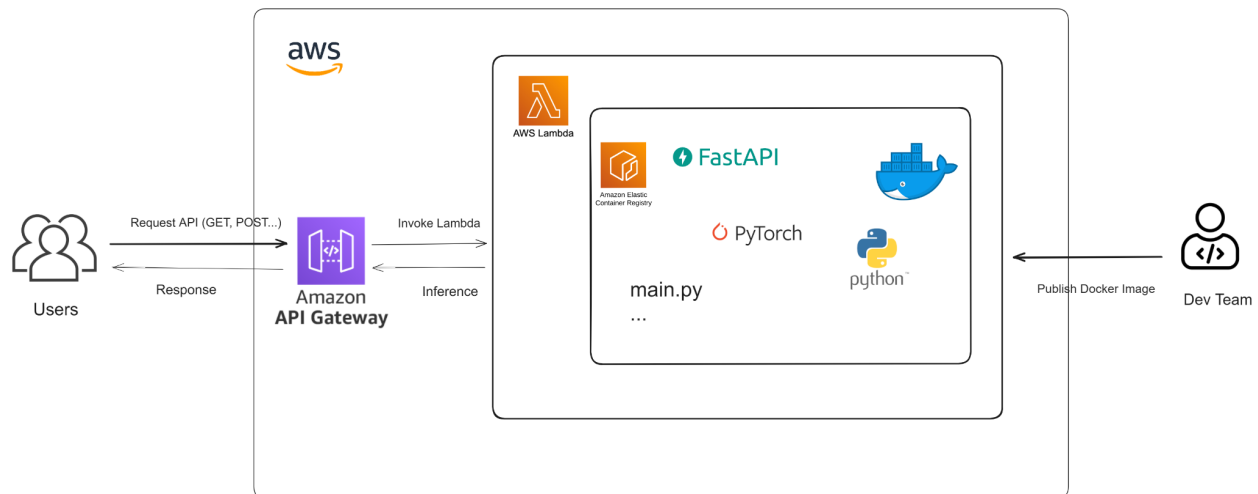 aws
AWS Lambda
Amazon Elastic
Container Registry
FastAPI
PyTorch
python™
main.py
...
Request API (GET, POST...)
Response
Users
Amazon
API Gateway
Invoke Lambda
Inference
Publish Docker Image
Dev Team